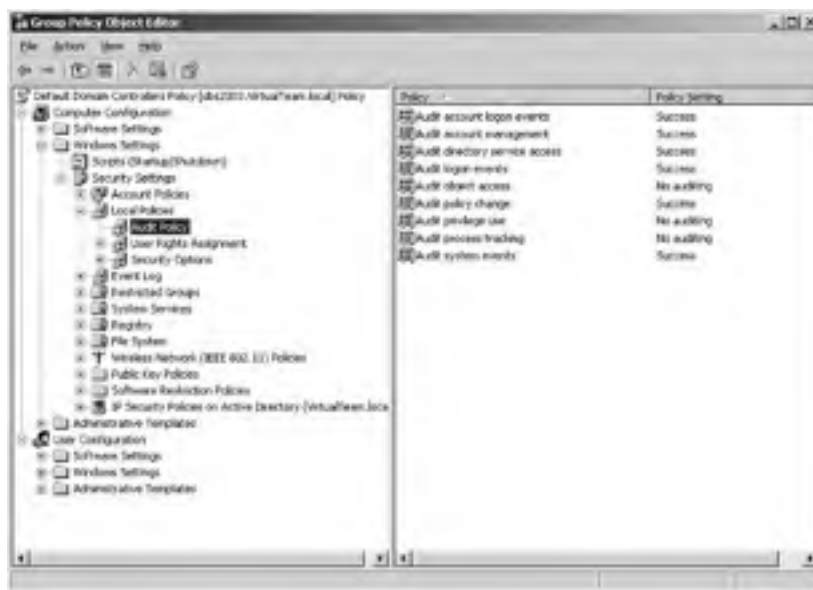 Group Policy Object Editor
File Action View Help
Default Domain Controllers Policy [dbs2003.VirtualTeam.local] Policy
Computer Configuration
Software Settings
Windows Settings
Scripts (Startup/Shutdown)
Security Settings
Account Policies
Local Policies
Audit Policy
User Rights Assignment
Security Options
Event Log
Restricted Groups
System Services
Registry
File System
Wireless Network (IEEE 802.11) Policies
Public Key Policies
Software Restriction Policies
IP Security Policies on Active Directory (VirtualTeam.loca
Administrative Templates
User Configuration
Software Settings
Windows Settings
Administrative Templates
Policy Policy Setting
Audit account logon events Success
Audit account management Success
Audit directory service access Success
Audit logon events Success
Audit object access No auditing
Audit policy change Success
Audit privilege use No auditing
Audit process tracking No auditing
Audit system events Success